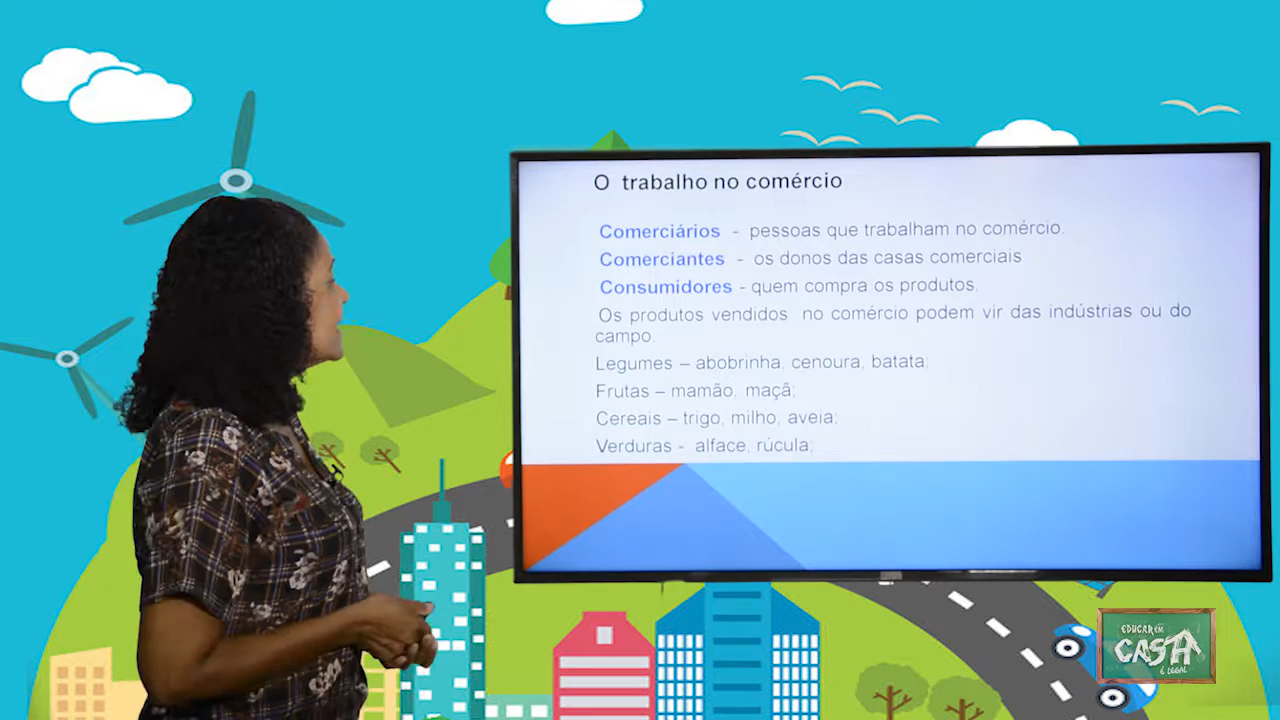 O trabalho no comércio
Comerciários - pessoas que trabalham no comércio.
Comerciantes - os donos das casas comerciais
Consumidores - quem compra os produtos.
Os produtos vendidos no comércio podem vir das indústrias ou do
campo.
Legumes – abobrinha, cenoura, batata;
Frutas – mamão, maçã;
Cereais – trigo, milho, aveia;
Verduras - alface, rúcula;
EDUCAR EM
CASA
É LEGAL